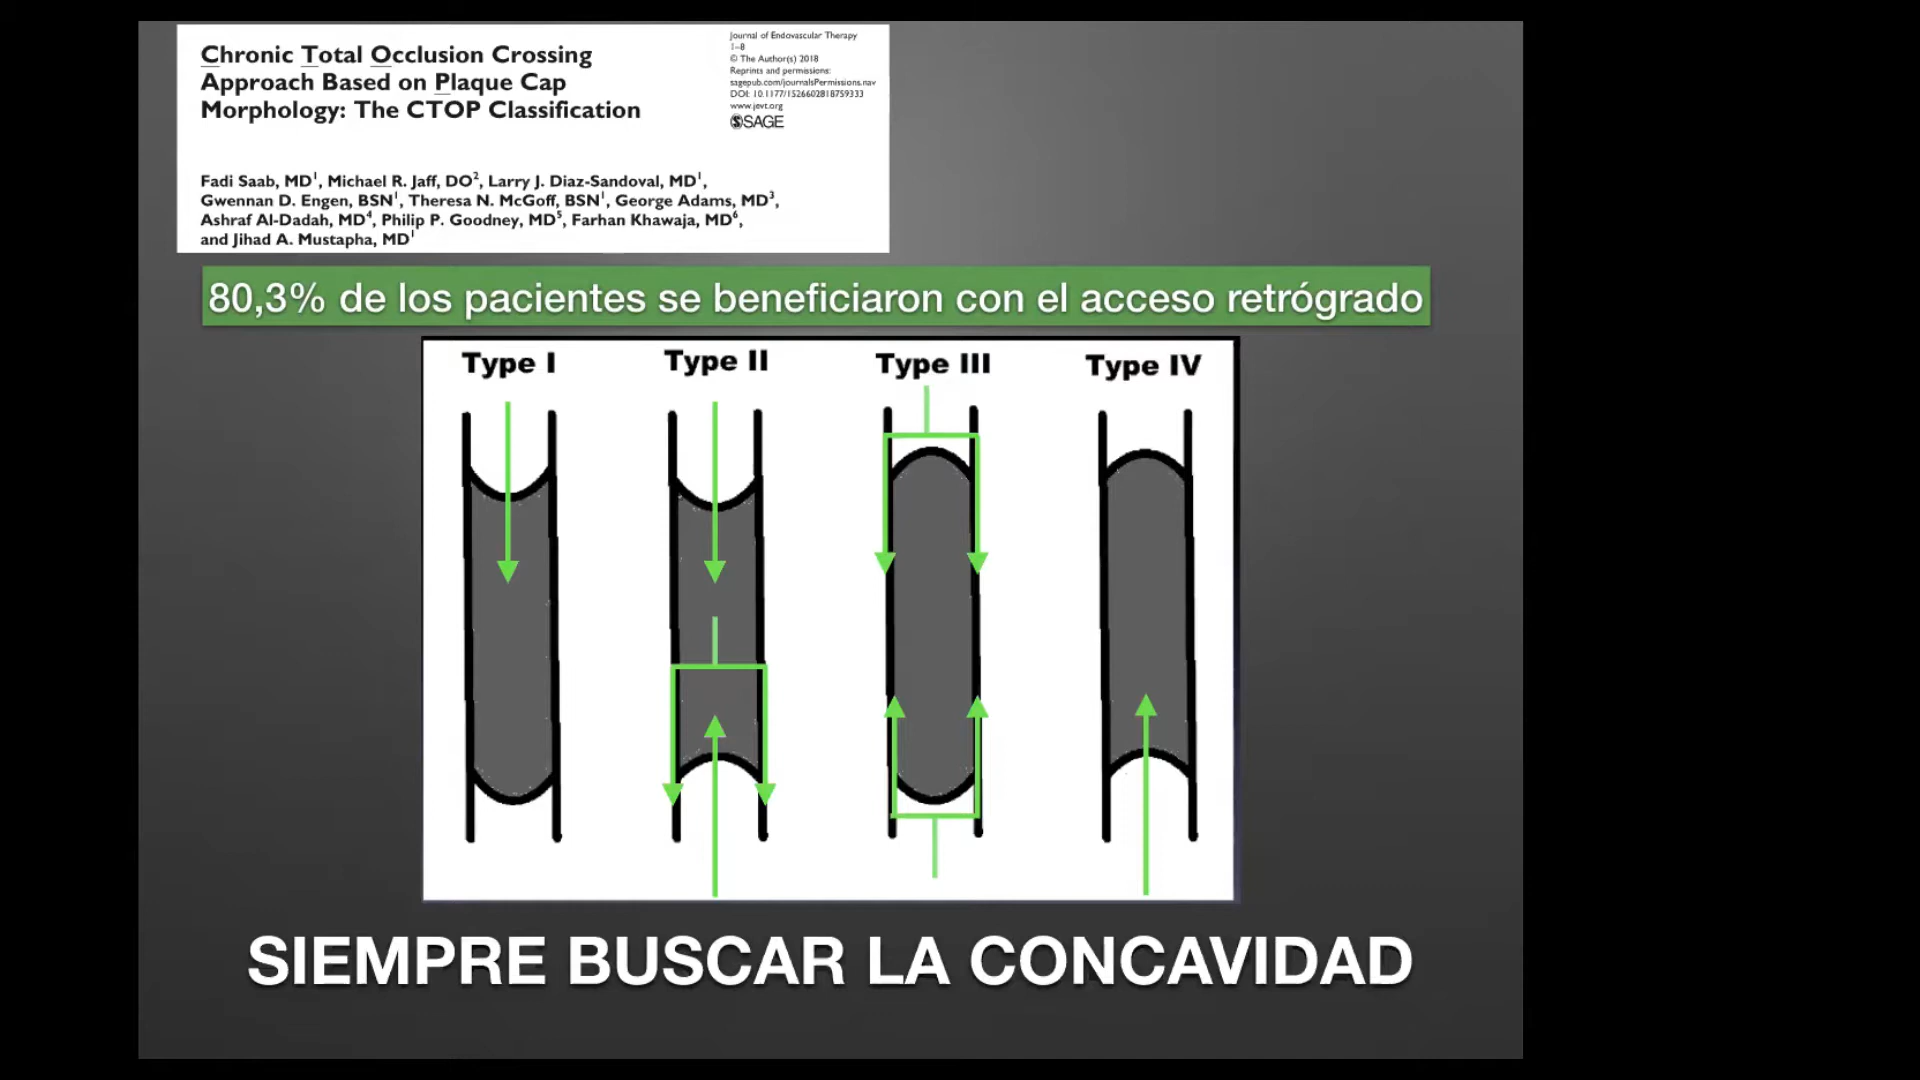 Chronic Total Occlusion Crossing
Approach Based on Plaque Cap
Morphology: The CTOP Classification
Journal of Endovascular Therapy
1–8
© The Author(s) 2018
Reprints and permissions:
sagepub.com/journalsPermissions.nav
DOI: 10.1177/1526602818759333
www.jevt.org
SAGE
Fadi Saab, MD1, Michael R. Jaff, DO2, Larry J. Diaz-Sandoval, MD1,
Gwennan D. Engen, BSN1, Theresa N. McGoff, BSN1, George Adams, MD3,
Ashraf Al-Dadah, MD4, Philip P. Goodney, MD5, Farhan Khawaja, MD6,
and Jihad A. Mustapha, MD1
80,3% de los pacientes se beneficiaron con el acceso retrógrado
Type I Type II Type III Type IV
SIEMPRE BUSCAR LA CONCAVIDAD